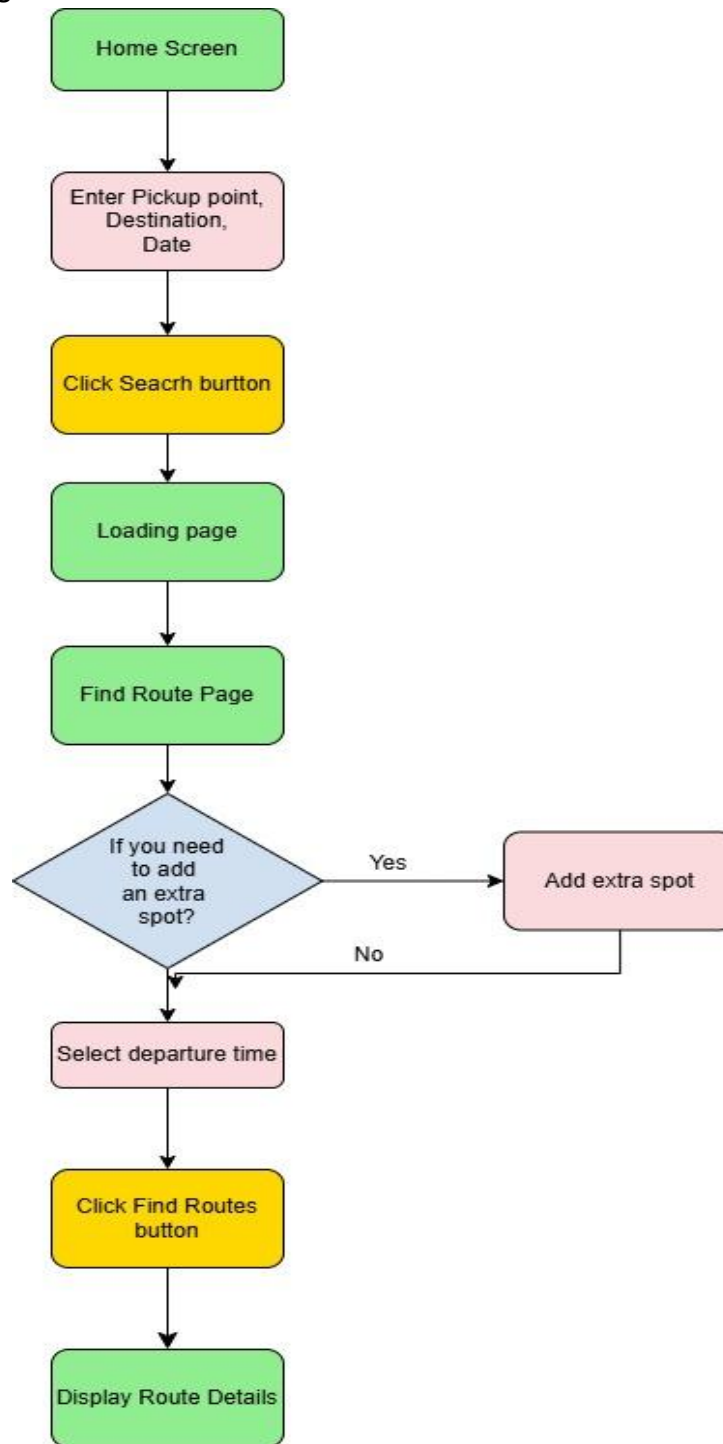 Home Screen
Enter Pickup point,
Destination,
Date
Click Seacrh burtton
Loading page
Find Route Page
If you need
to add
an extra
spot?
Yes
Add extra spot
No
Select departure time
Click Find Routes
button
Display Route Details